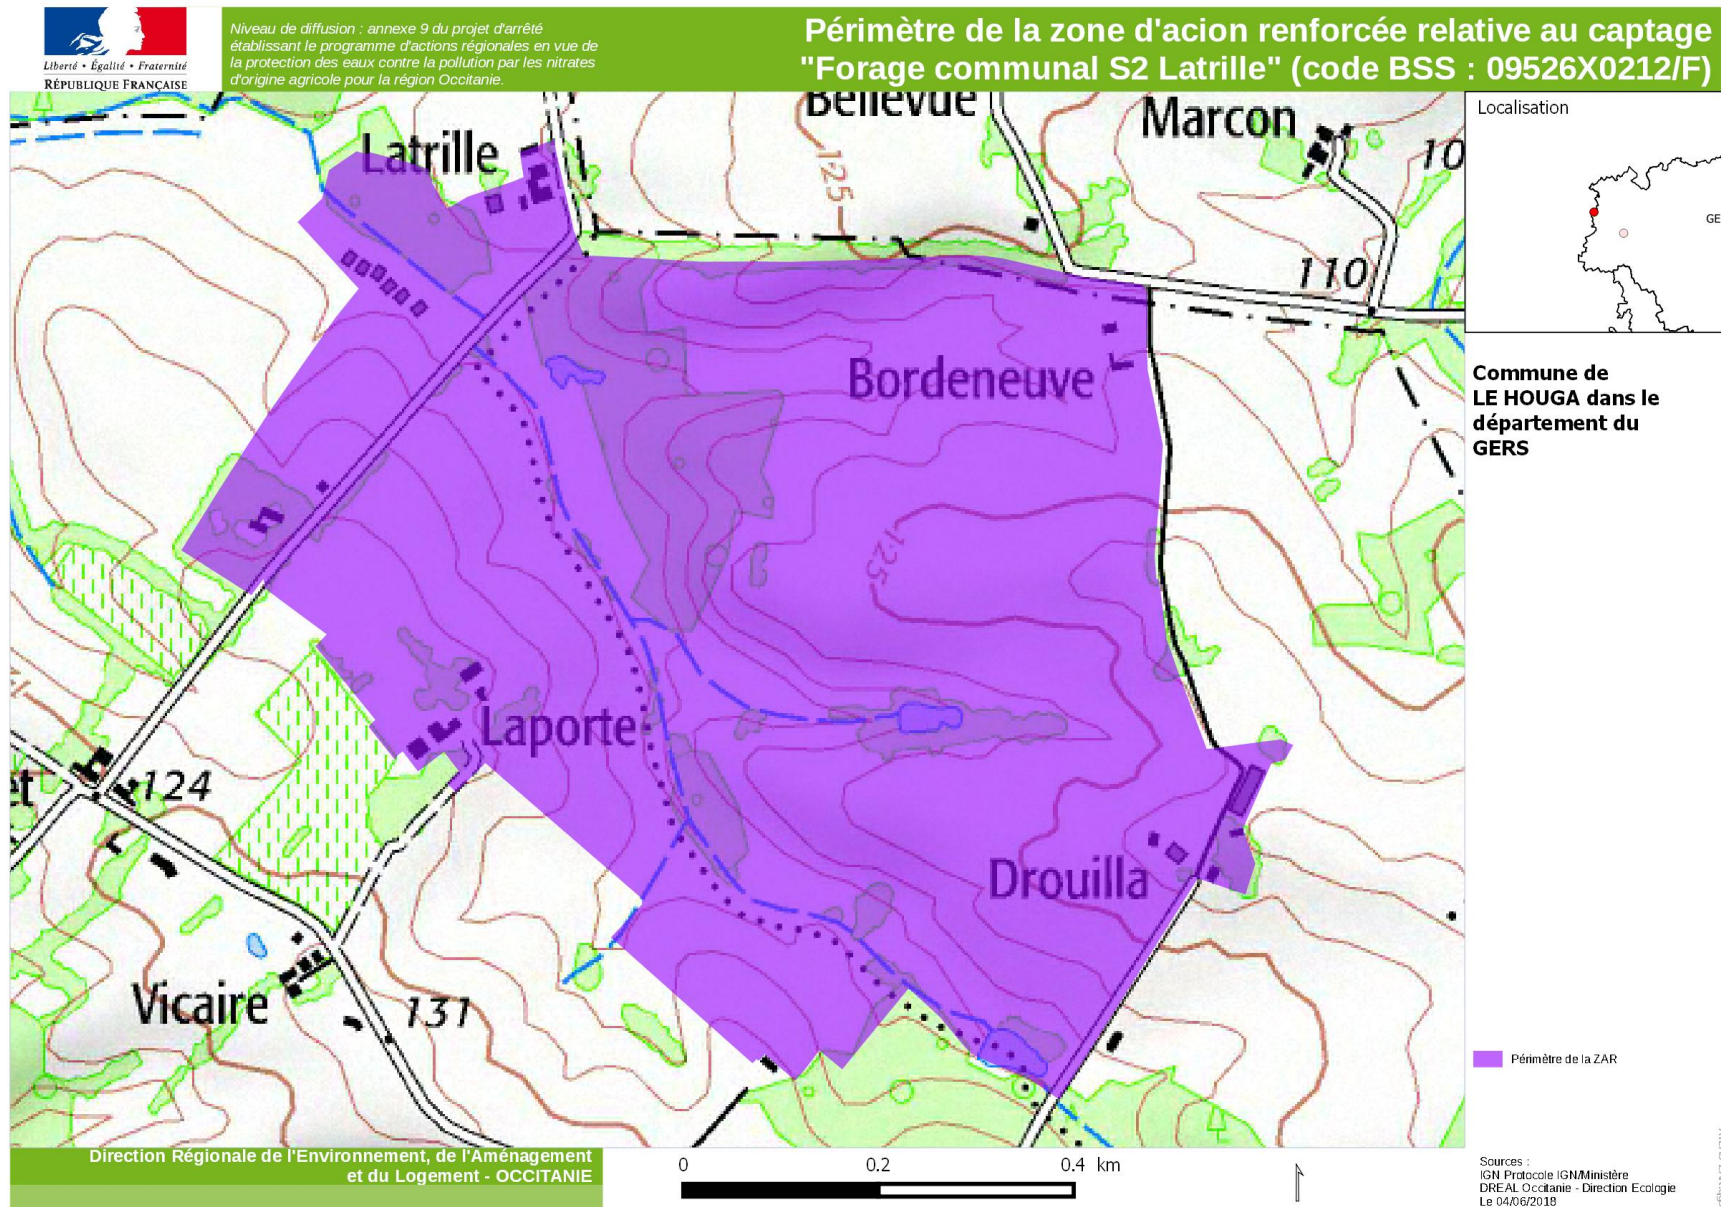 Liberté • Égalité • Fraternité
RÉPUBLIQUE FRANÇAISE
Niveau de diffusion : annexe 9 du projet d'arrêté
établissant le programme d'actions régionales en vue de
la protection des eaux contre la pollution par les nitrates
d'origine agricole pour la région Occitanie.
Périmètre de la zone d'acion renforcée relative au captage
"Forage communal S2 Latrille" (code BSS : 09526X0212/F)
Localisation
GE
Commune de
LE HOUGA dans le
département du
GERS
Bellevue
Marcon
Latrille
10
125
110
Bordeneuve
125
Laporte
et
124
Drouilla
Vicaire
131
Périmètre de la ZAR
Direction Régionale de l'Environnement, de l'Aménagement
et du Logement - OCCITANIE
0 0.2 0.4 km
Sources :
IGN Protocole IGN/Ministère
DREAL Occitanie - Direction Ecologie
Le 04/06/2018